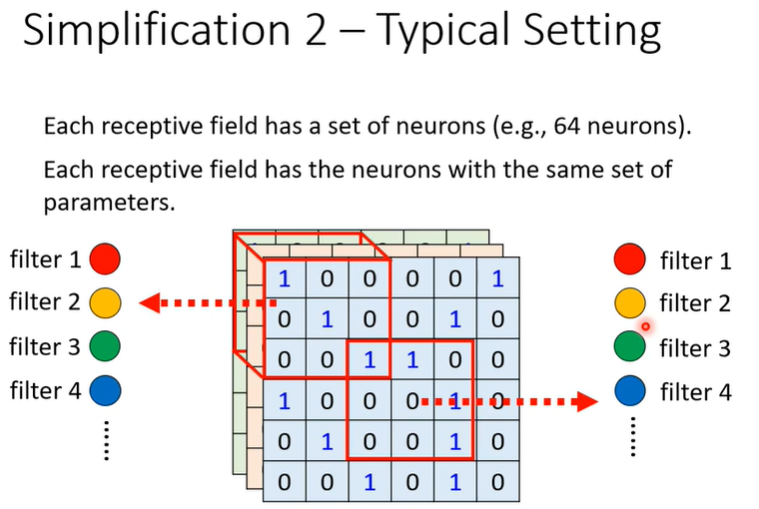 Simplification 2 – Typical Setting
Each receptive field has a set of neurons (e.g., 64 neurons).
Each receptive field has the neurons with the same set of
parameters.
filter 1
filter 2
filter 3
filter 4
1 0 0 0 0 1
0 1 0 0 1 0
0 0 1 1 0 0
1 0 0 0 1 0
0 1 0 0 1 0
0 0 1 0 1 0
filter 1
filter 2
filter 3
filter 4